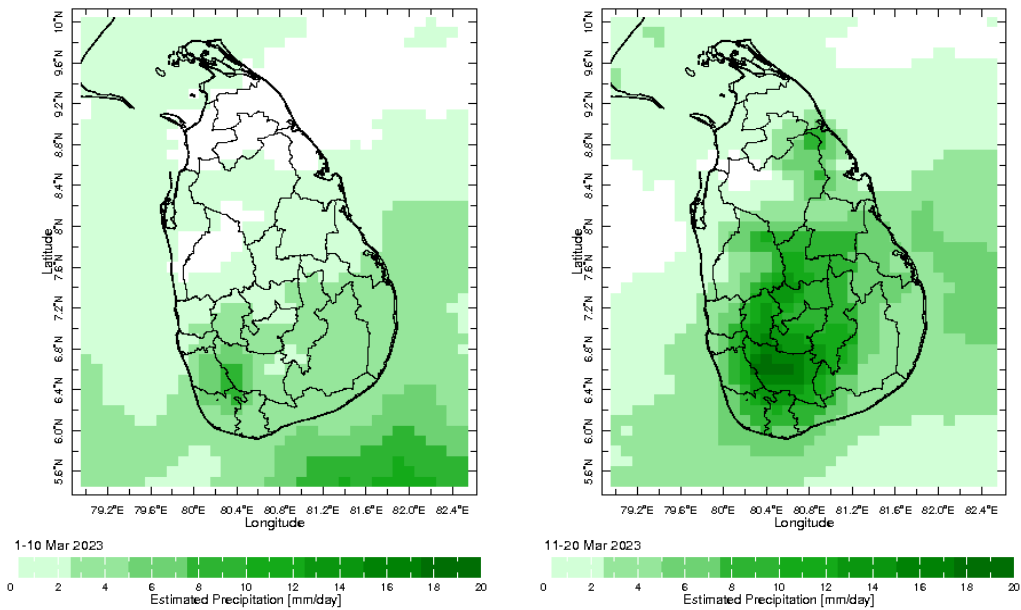 10°N
9.6°N
9.2°N
8.8°N
8.4°N
8°N
7.6°N
7.2°N
6.8°N
6.4°N
6.0°N
5.6°N
Latitude
79.2°E 79.6°E 80°E 80.4°E 80.8°E 81.2°E 81.6°E 82.0°E 82.4°E
Longitude
1-10 Mar 2023
0 2 4 6 8 10 12 14 16 18 20
Estimated Precipitation [mm/day]
10°N
9.6°N
9.2°N
8.8°N
8.4°N
8°N
7.6°N
7.2°N
6.8°N
6.4°N
6.0°N
5.6°N
Latitude
79.2°E 79.6°E 80°E 80.4°E 80.8°E 81.2°E 81.6°E 82.0°E 82.4°E
Longitude
11-20 Mar 2023
0 2 4 6 8 10 12 14 16 18 20
Estimated Precipitation [mm/day]